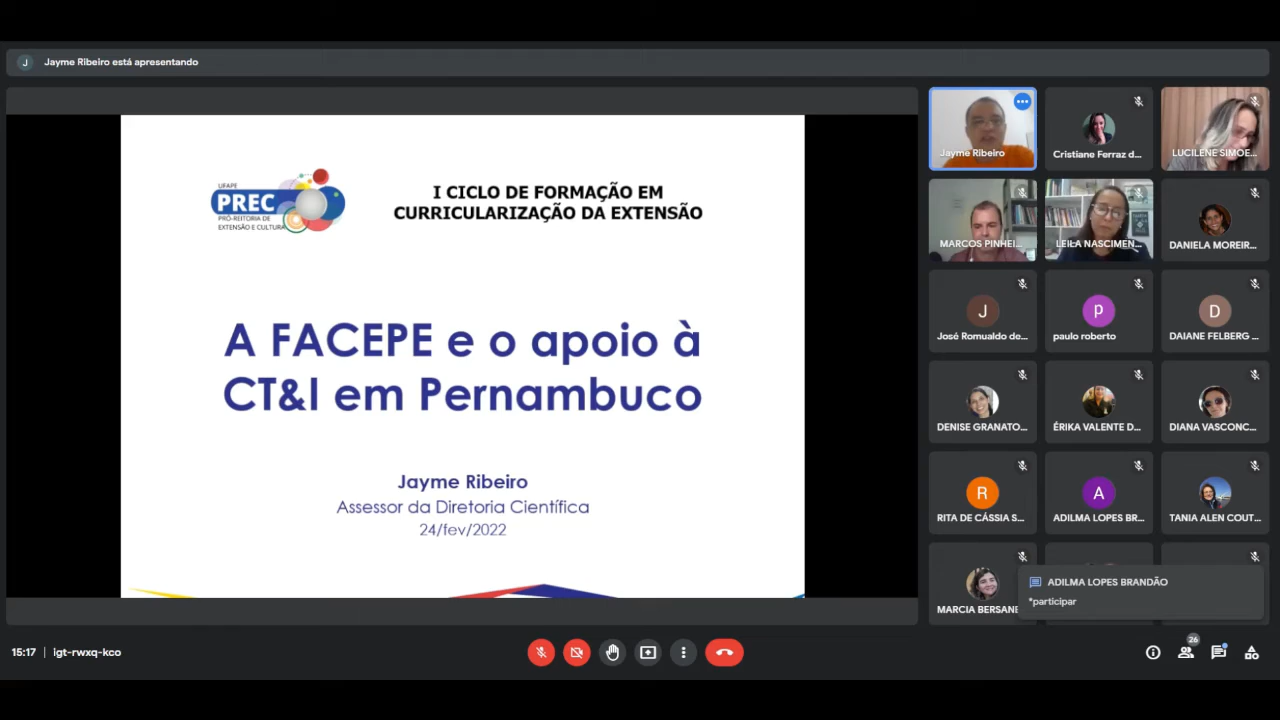 J
Jayme Ribeiro está apresentando
UFAPE
PREC
PRÓ-REITORIA DE
EXTENSÃO E CULTURA
I CICLO DE FORMAÇÃO EM
CURRICULARIZAÇÃO DA EXTENSÃO
A FACEPE e o apoio à
CT&I em Pernambuco
Jayme Ribeiro
Assessor da Diretoria Científica
24/fev/2022
Jayme Ribeiro
Cristiane Ferraz d...
LUCILENE SIMOE...
MARCOS PINHEI...
LEILA NASCIMEN...
DANIELA MOREIR...
J
José Romualdo de...
p
paulo roberto
D
DAIANE FELBERG ...
DENISE GRANATO...
ÉRIKA VALENTE D...
DIANA VASCONC...
R
RITA DE CÁSSIA S...
A
ADILMA LOPES BR...
TANIA ALEN COUT...
MARCIA BERSANE
ADILMA LOPES BRANDÃO
*participar
15:17 | igt-rwxq-kco
26